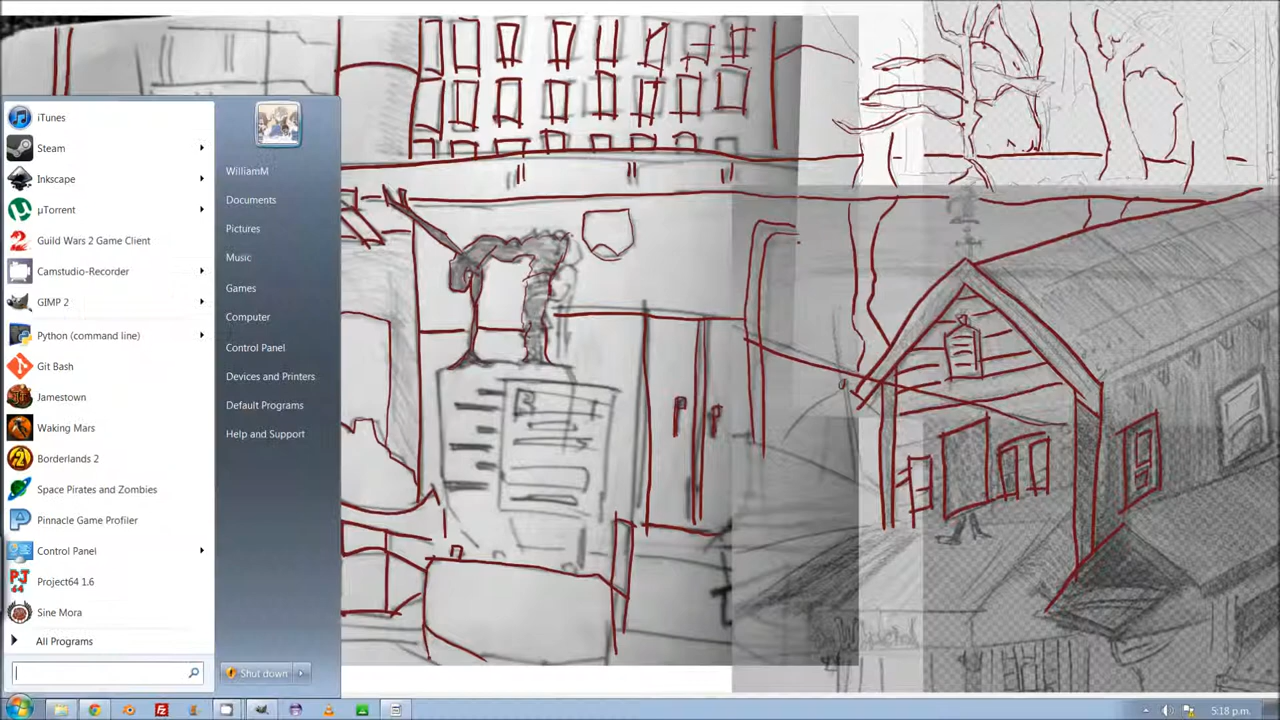 iTunes
Steam
Inkscape
µTorrent
Guild Wars 2 Game Client
Camstudio-Recorder
GIMP 2
Python (command line)
Git Bash
Jamestown
Waking Mars
Borderlands 2
Space Pirates and Zombies
Pinnacle Game Profiler
Control Panel
Project64 1.6
Sine Mora
All Programs
WilliamM
Documents
Pictures
Music
Games
Computer
Control Panel
Devices and Printers
Default Programs
Help and Support
Shut down
5:18 p.m.